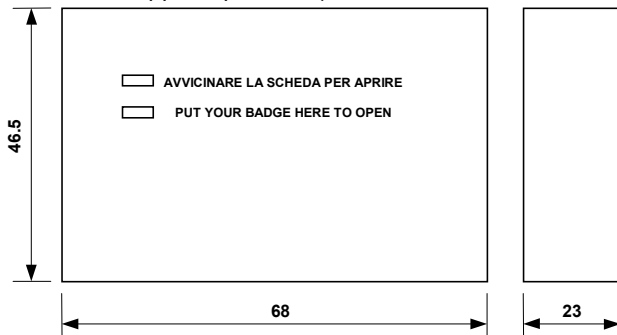 AVVICINARE LA SCHEDA PER APRIRE
PUT YOUR BADGE HERE TO OPEN
46.5
68
23